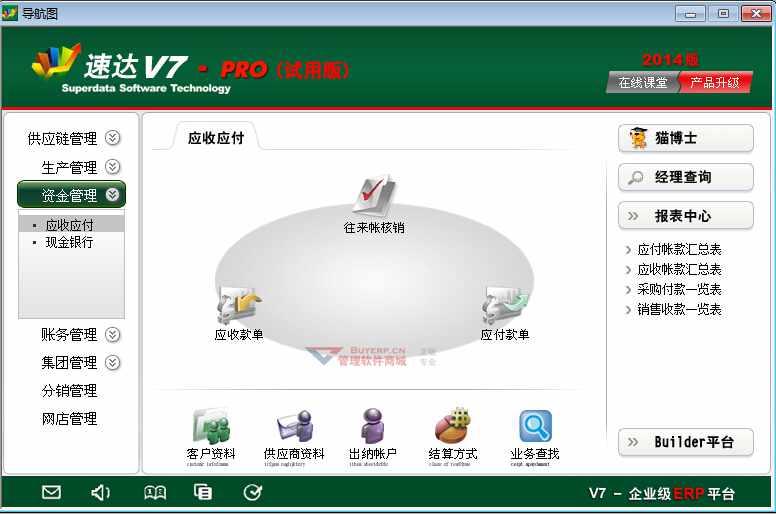 导航图
速达V7 - PRO (试用版)
Superdata Software Technology
2014版
在线课堂 产品升级
供应链管理
生产管理
资金管理
应收应付
现金银行
账务管理
集团管理
分销管理
网店管理
应收应付
往来帐核销
应收款单
应付款单
BUYERP.CN
管理软件商城
客户资料
供应商资料
出纳帐户
结算方式
业务查找
猫博士
经理查询
报表中心
应付帐款汇总表
应收帐款汇总表
采购付款一览表
销售收款一览表
Builder平台
V7 - 企业级ERP平台